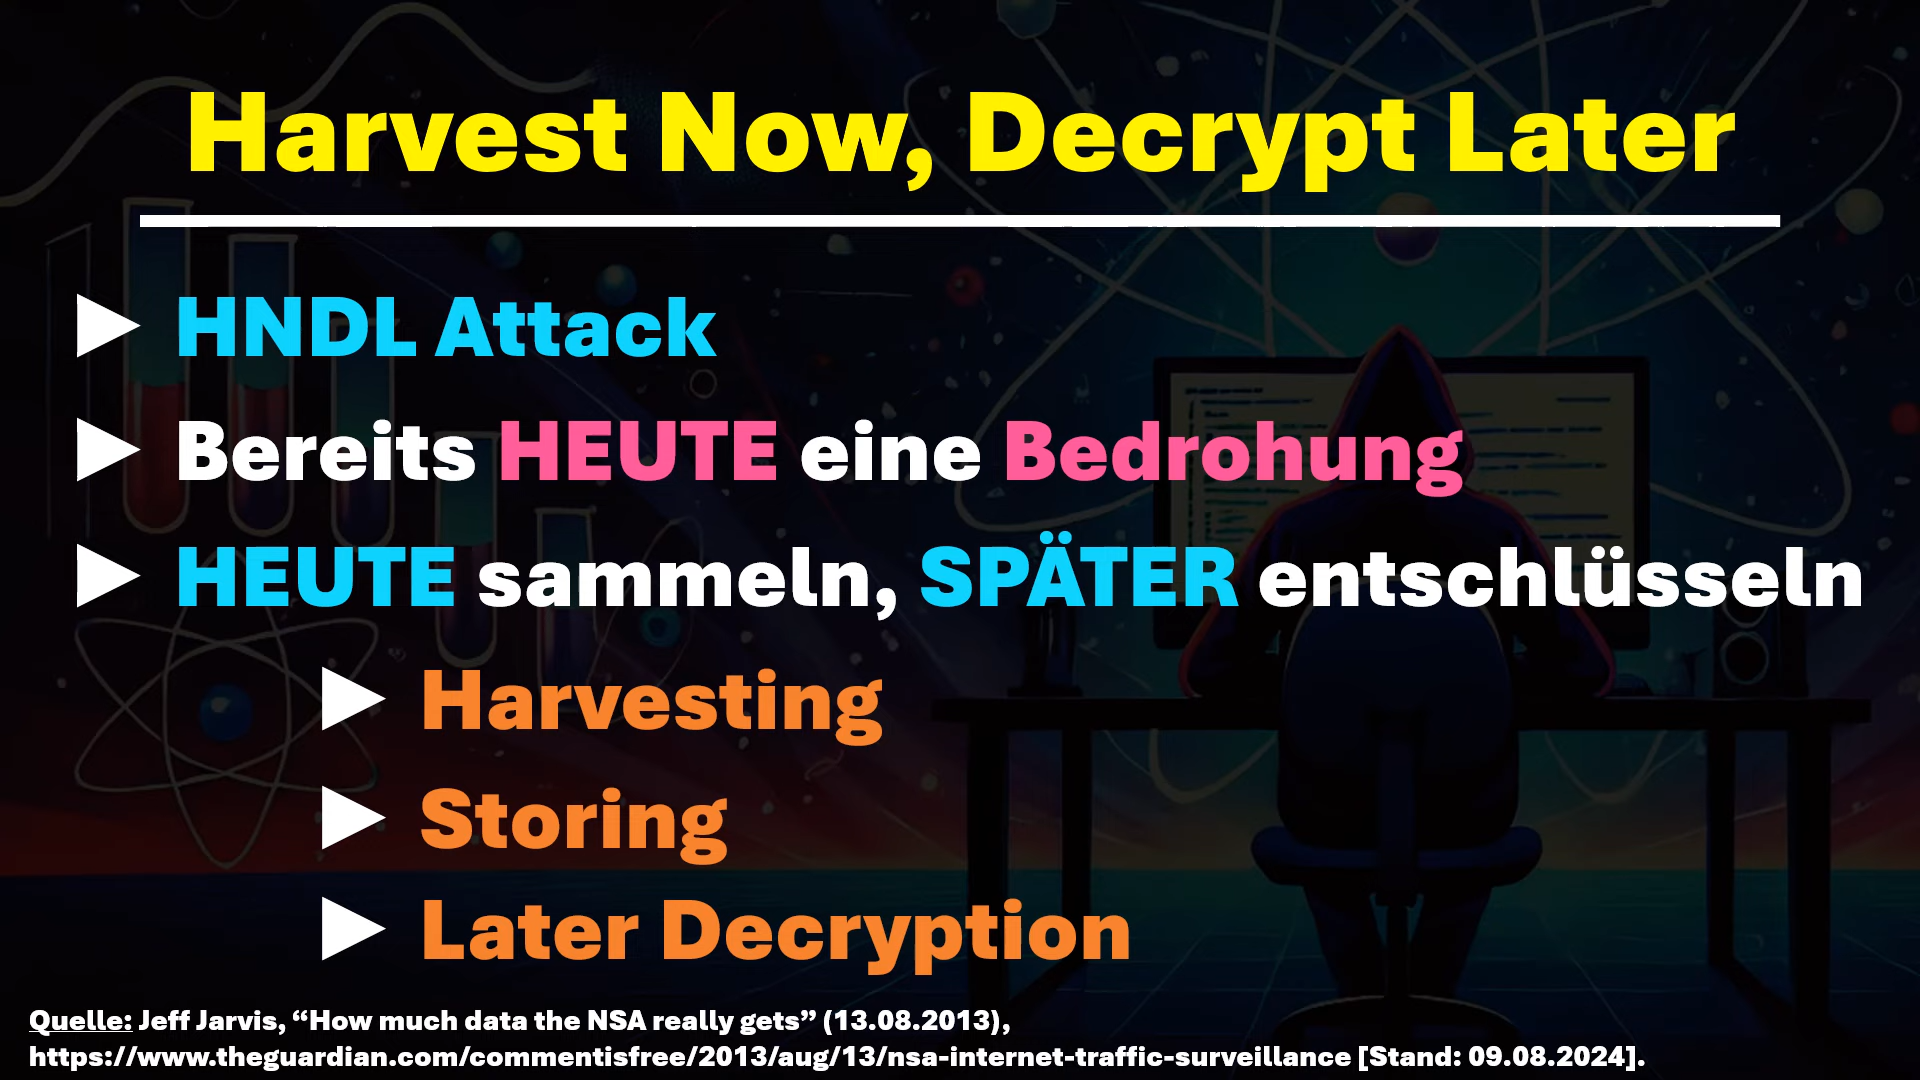 Harvest Now, Decrypt Later
HNDL Attack
Bereits HEUTE eine Bedrohung
HEUTE sammeln, SPÄTER entschlüsseln
Harvesting
Storing
Later Decryption
Quelle: Jeff Jarvis, “How much data the NSA really gets” (13.08.2013),
https://www.theguardian.com/commentisfree/2013/aug/13/nsa-internet-traffic-surveillance [Stand: 09.08.2024].